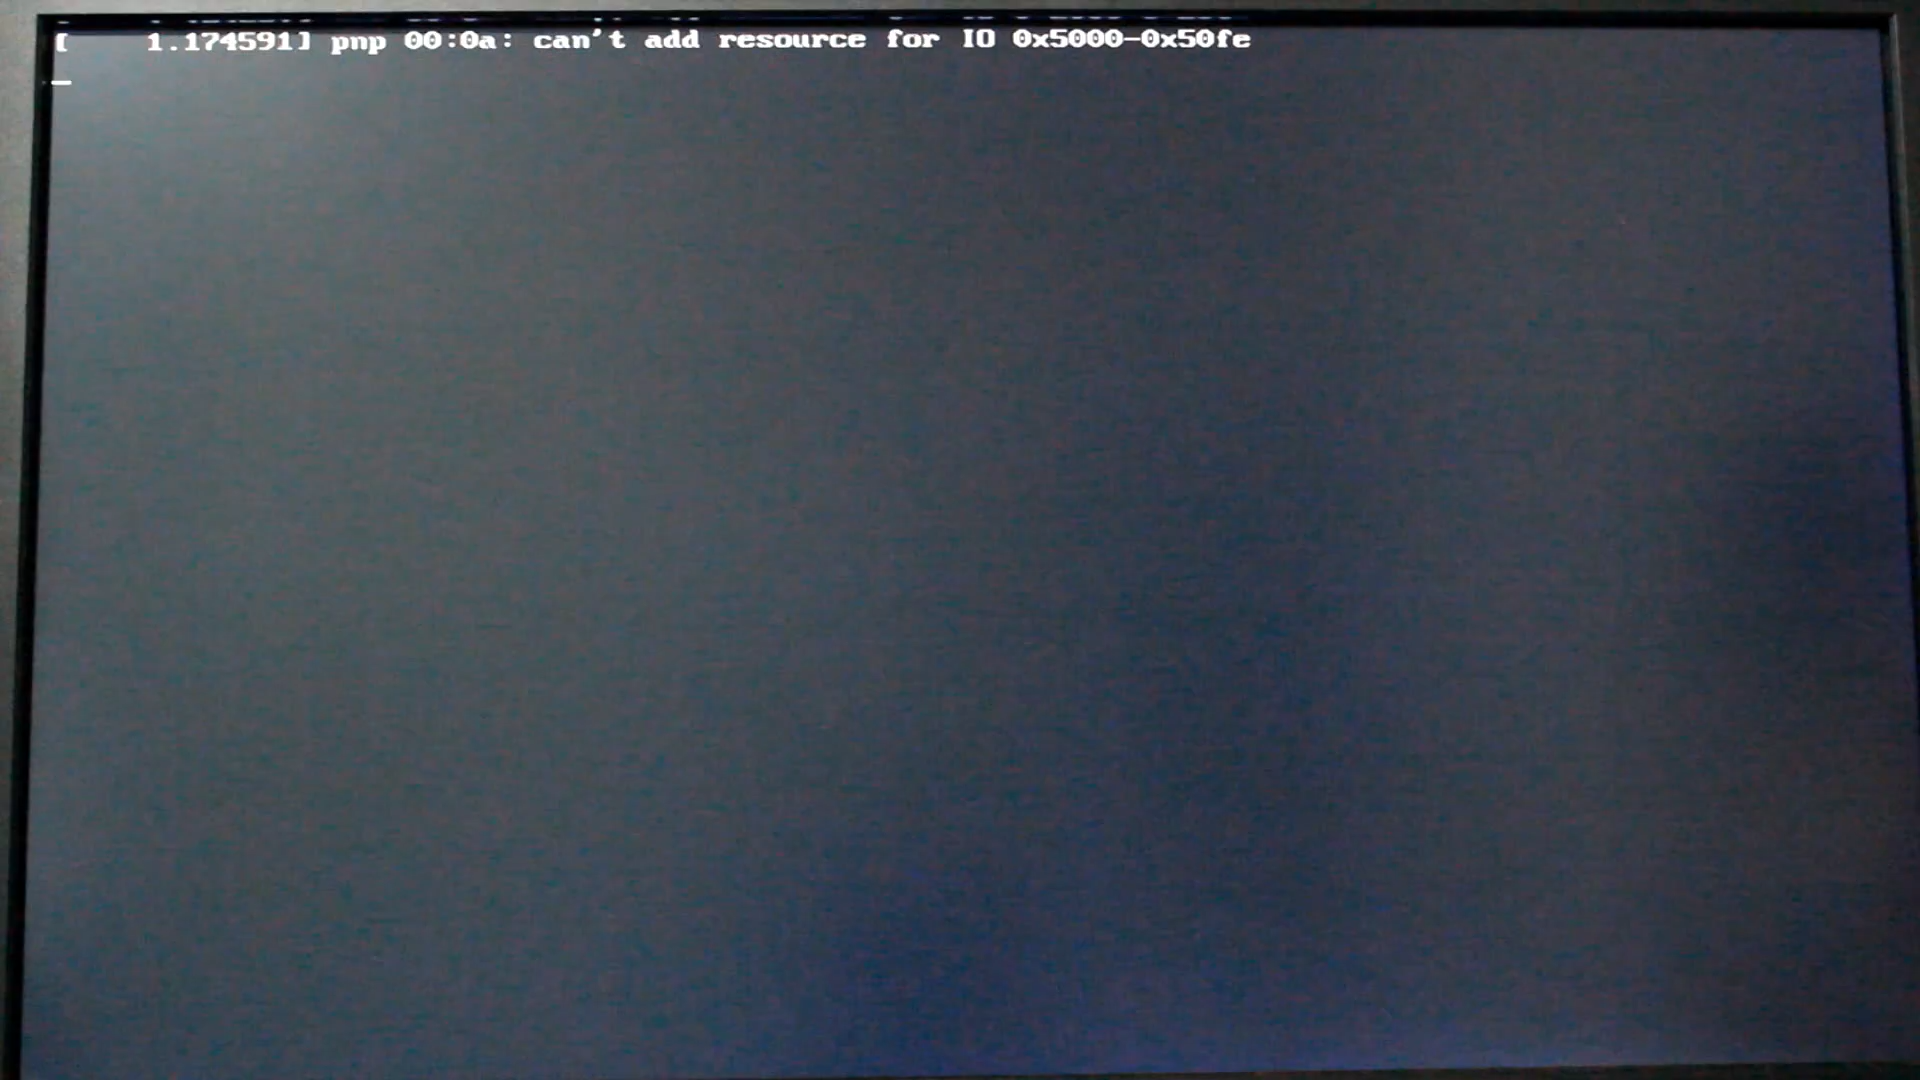 [    1.174591] pnp 00:0a: can't add resource for IO 0x5000-0x50fe
_